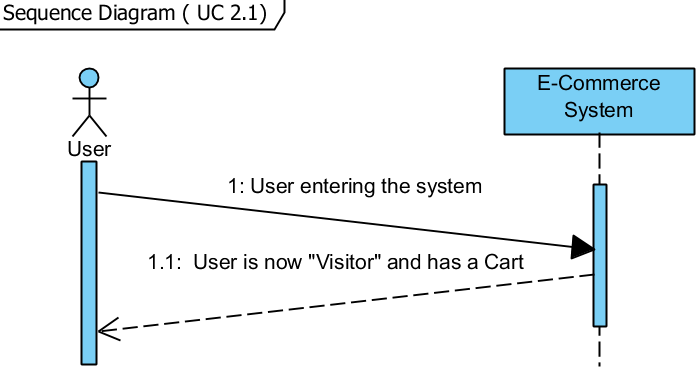 Sequence Diagram ( UC 2.1)
E-Commerce
System
User
1: User entering the system
1.1:  User is now "Visitor" and has a Cart